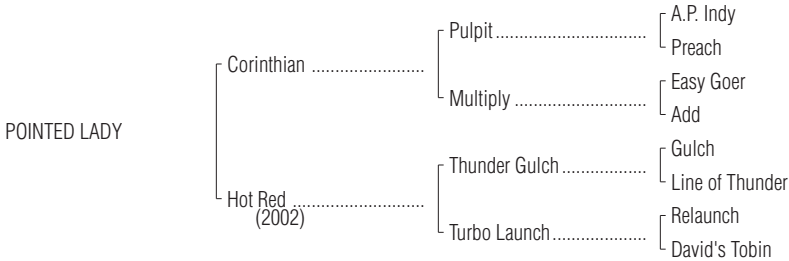 A.P. Indy
Pulpit
Preach
Corinthian
Easy Goer
Multiply
Add
POINTED LADY
Gulch
Thunder Gulch
Line of Thunder
Hot Red
(2002)
Relaunch
Turbo Launch
David's Tobin